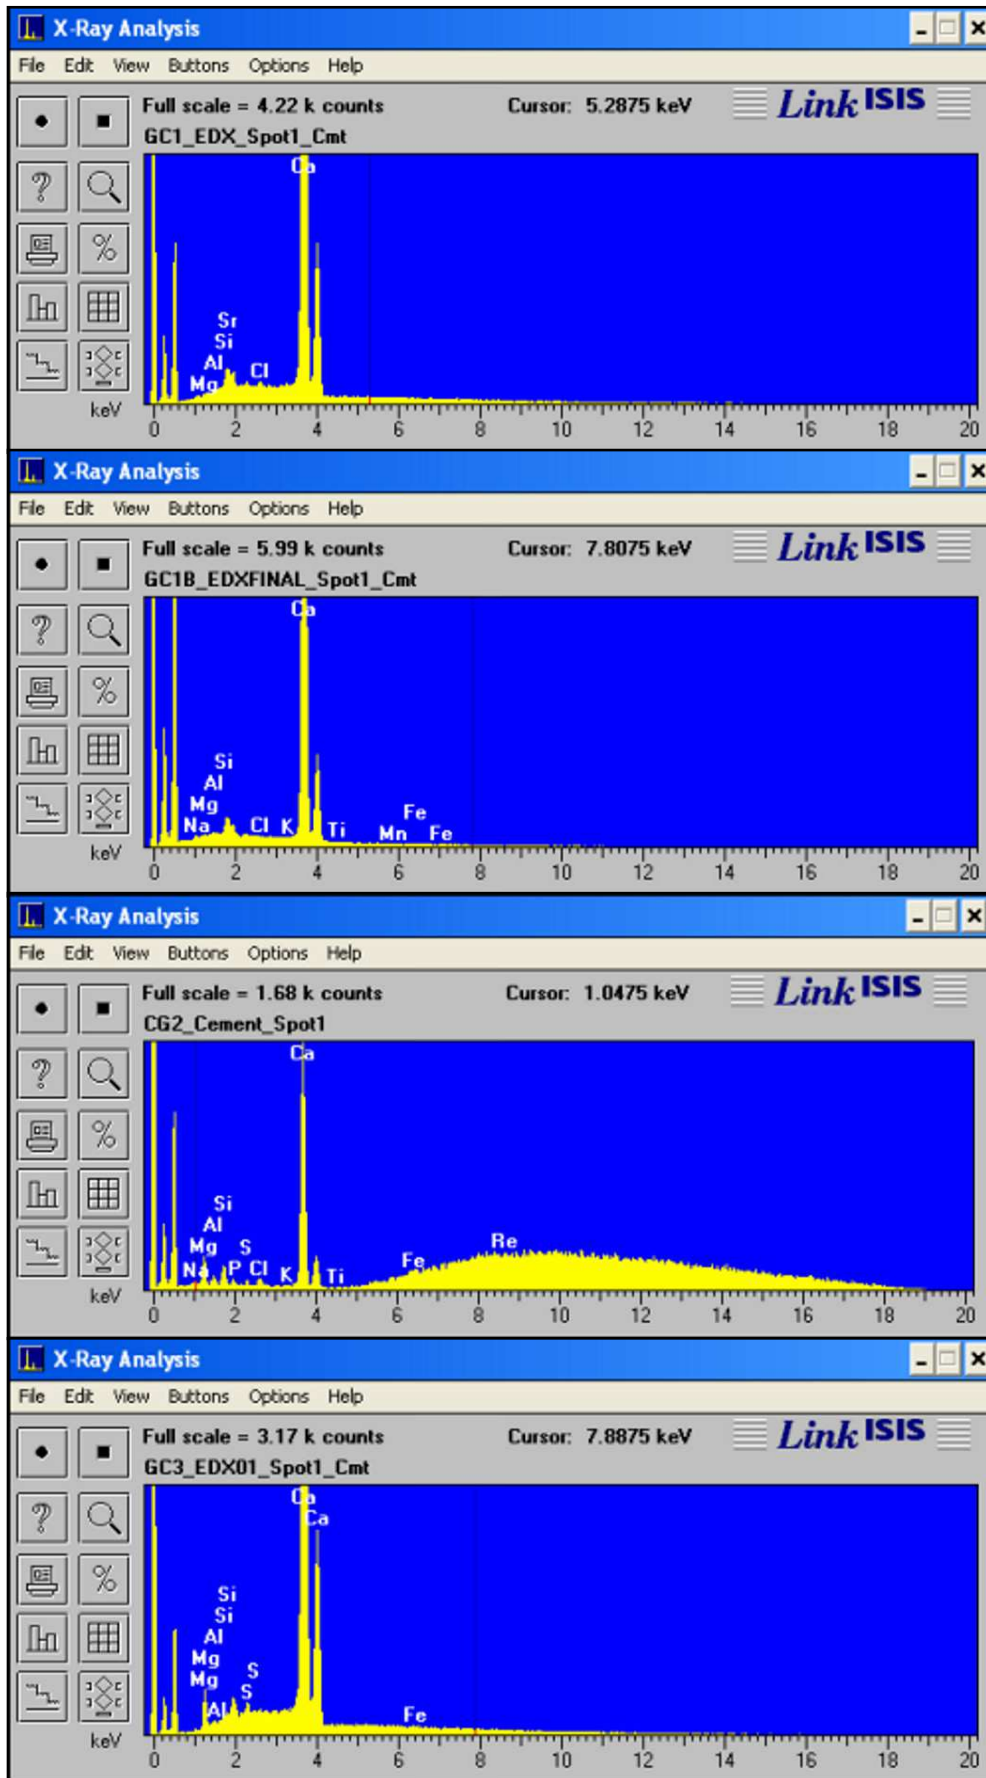 X-Ray Analysis
File Edit View Buttons Options Help
Full scale = 4.22 k counts Cursor: 5.2875 keV Link ISIS
GC1_EDX_Spot1_Cmt
Ca
Sr
Si
Al Cl
Mg
keV
0 2 4 6 8 10 12 14 16 18 20
X-Ray Analysis
File Edit View Buttons Options Help
Full scale = 5.99 k counts Cursor: 7.8075 keV Link ISIS
GC1B_EDXFINAL_Spot1_Cmt
Ca
Si
Al
Mg Fe
Na Cl K Ti Mn Fe
keV
0 2 4 6 8 10 12 14 16 18 20
X-Ray Analysis
File Edit View Buttons Options Help
Full scale = 1.68 k counts Cursor: 1.0475 keV Link ISIS
CG2_Cement_Spot1
Ca
Si
Al
Mg S Re
Na P Cl K Ti Fe
keV
0 2 4 6 8 10 12 14 16 18 20
X-Ray Analysis
File Edit View Buttons Options Help
Full scale = 3.17 k counts Cursor: 7.8875 keV Link ISIS
GC3_EDX01_Spot1_Cmt
Ca
Ca
Si
Si
Al
Mg S
Mg S
Al Fe
keV
0 2 4 6 8 10 12 14 16 18 20